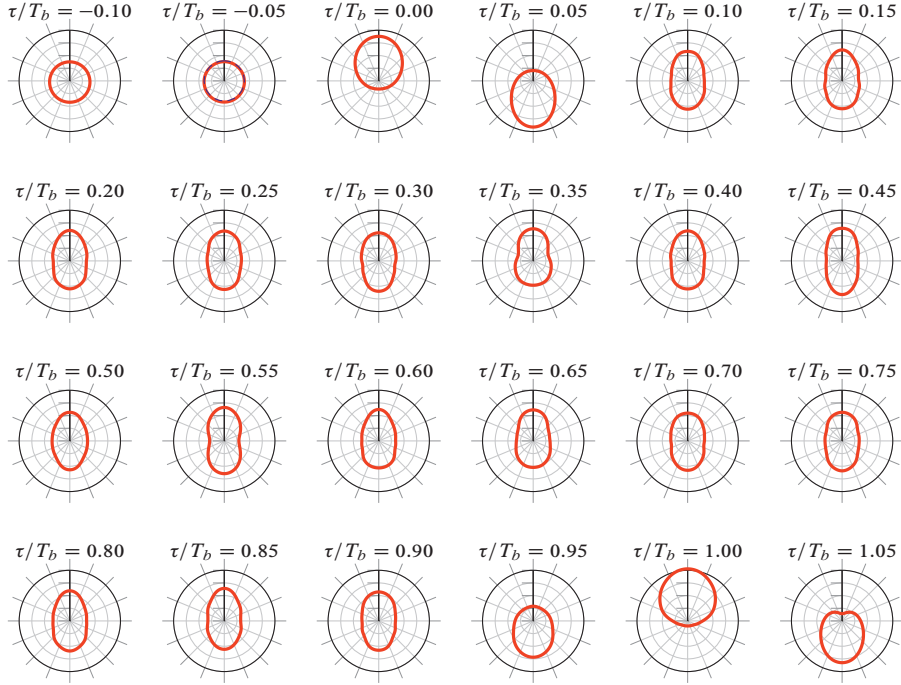 τ/T_b = −0.10 τ/T_b = −0.05 τ/T_b = 0.00 τ/T_b = 0.05 τ/T_b = 0.10 τ/T_b = 0.15
τ/T_b = 0.20 τ/T_b = 0.25 τ/T_b = 0.30 τ/T_b = 0.35 τ/T_b = 0.40 τ/T_b = 0.45
τ/T_b = 0.50 τ/T_b = 0.55 τ/T_b = 0.60 τ/T_b = 0.65 τ/T_b = 0.70 τ/T_b = 0.75
τ/T_b = 0.80 τ/T_b = 0.85 τ/T_b = 0.90 τ/T_b = 0.95 τ/T_b = 1.00 τ/T_b = 1.05